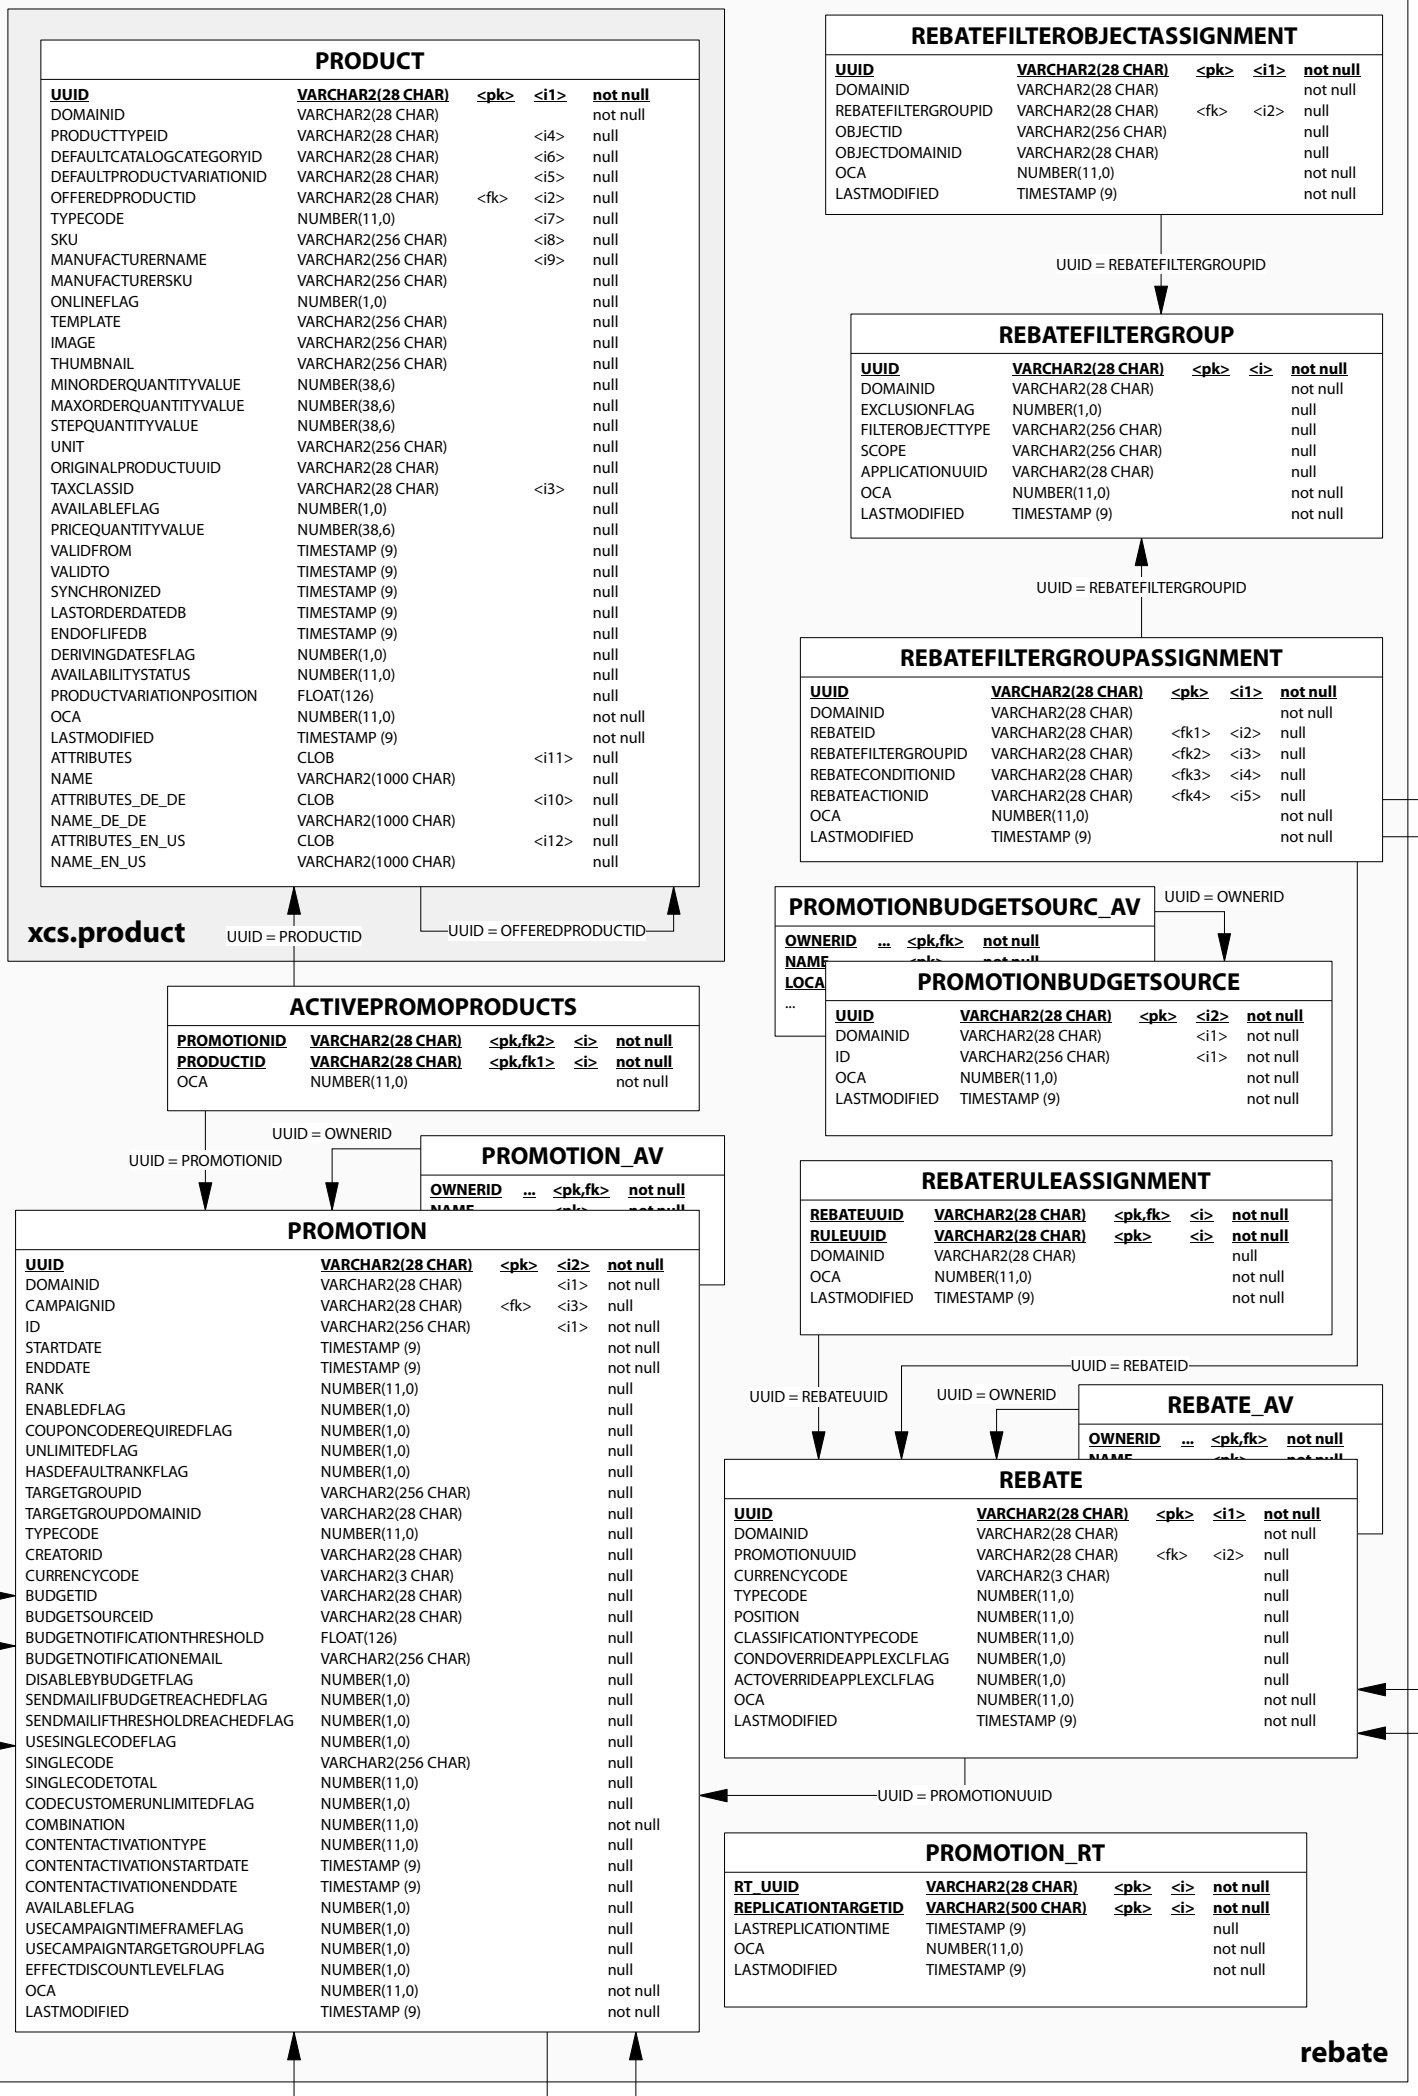 PRODUCT
UUID VARCHAR2(28 CHAR) <pk> <i1> not null
DOMAINID VARCHAR2(28 CHAR) not null
PRODUCTTYPEID VARCHAR2(28 CHAR) <i4> null
DEFAULTCATALOGCATEGORYID VARCHAR2(28 CHAR) <i6> null
DEFAULTPRODUCTVARIATIONID VARCHAR2(28 CHAR) <i5> null
OFFEREDPRODUCTID VARCHAR2(28 CHAR) <fk> <i2> null
TYPECODE NUMBER(11,0) <i7> null
SKU VARCHAR2(256 CHAR) <i8> null
MANUFACTURERNAME VARCHAR2(256 CHAR) <i9> null
MANUFACTURERSKU VARCHAR2(256 CHAR) null
ONLINEFLAG NUMBER(1,0) null
TEMPLATE VARCHAR2(256 CHAR) null
IMAGE VARCHAR2(256 CHAR) null
THUMBNAIL VARCHAR2(256 CHAR) null
MINORDERQUANTITYVALUE NUMBER(38,6) null
MAXORDERQUANTITYVALUE NUMBER(38,6) null
STEPQUANTITYVALUE NUMBER(38,6) null
UNIT VARCHAR2(256 CHAR) null
ORIGINALPRODUCTUUID VARCHAR2(28 CHAR) null
TAXCLASSID VARCHAR2(28 CHAR) <i3> null
AVAILABLEFLAG NUMBER(1,0) null
PRICEQUANTITYVALUE NUMBER(38,6) null
VALIDFROM TIMESTAMP (9) null
VALIDTO TIMESTAMP (9) null
SYNCHRONIZED TIMESTAMP (9) null
LASTORDERDATEDB TIMESTAMP (9) null
ENDOFLIFEDB TIMESTAMP (9) null
DERIVINGDATESFLAG NUMBER(1,0) null
AVAILABILITYSTATUS NUMBER(11,0) null
PRODUCTVARIATIONPOSITION FLOAT(126) null
OCA NUMBER(11,0) not null
LASTMODIFIED TIMESTAMP (9) not null
ATTRIBUTES CLOB <i11> null
NAME VARCHAR2(1000 CHAR) null
ATTRIBUTES_DE_DE CLOB <i10> null
NAME_DE_DE VARCHAR2(1000 CHAR) null
ATTRIBUTES_EN_US CLOB <i12> null
NAME_EN_US VARCHAR2(1000 CHAR) null
xcs.product
UUID = PRODUCTID
UUID = OFFEREDPRODUCTID
ACTIVEPROMOPRODUCTS
PROMOTIONID VARCHAR2(28 CHAR) <pk,fk2> <i> not null
PRODUCTID VARCHAR2(28 CHAR) <pk,fk1> <i> not null
OCA NUMBER(11,0) not null
UUID = OWNERID
UUID = PROMOTIONID
PROMOTION_AV
OWNERID ... <pk,fk> not null
NAME <pk> not null
PROMOTION
UUID VARCHAR2(28 CHAR) <pk> <i2> not null
DOMAINID VARCHAR2(28 CHAR) <i1> not null
CAMPAIGNID VARCHAR2(28 CHAR) <fk> <i3> null
ID VARCHAR2(256 CHAR) <i1> not null
STARTDATE TIMESTAMP (9) not null
ENDDATE TIMESTAMP (9) not null
RANK NUMBER(11,0) null
ENABLEDFLAG NUMBER(1,0) null
COUPONCODEREQUIREDFLAG NUMBER(1,0) null
UNLIMITEDFLAG NUMBER(1,0) null
HASDEFAULTRANKFLAG NUMBER(1,0) null
TARGETGROUPID VARCHAR2(256 CHAR) null
TARGETGROUPDOMAINID VARCHAR2(28 CHAR) null
TYPECODE NUMBER(11,0) null
CREATORID VARCHAR2(28 CHAR) null
CURRENCYCODE VARCHAR2(3 CHAR) null
BUDGETID VARCHAR2(28 CHAR) null
BUDGETSOURCEID VARCHAR2(28 CHAR) null
BUDGETNOTIFICATIONTHRESHOLD FLOAT(126) null
BUDGETNOTIFICATIONEMAIL VARCHAR2(256 CHAR) null
DISABLEBYBUDGETFLAG NUMBER(1,0) null
SENDMAILIFBUDGETREACHEDFLAG NUMBER(1,0) null
SENDMAILIFTHRESHOLDREACHEDFLAG NUMBER(1,0) null
USESINGLECODEFLAG NUMBER(1,0) null
SINGLECODE VARCHAR2(256 CHAR) null
SINGLECODETOTAL NUMBER(11,0) null
CODECUSTOMERUNLIMITEDFLAG NUMBER(1,0) null
COMBINATION NUMBER(11,0) not null
CONTENTACTIVATIONTYPE NUMBER(11,0) null
CONTENTACTIVATIONSTARTDATE TIMESTAMP (9) null
CONTENTACTIVATIONENDDATE TIMESTAMP (9) null
AVAILABLEFLAG NUMBER(1,0) null
USECAMPAIGNTIMEFRAMEFLAG NUMBER(1,0) null
USECAMPAIGNTARGETGROUPFLAG NUMBER(1,0) null
EFFECTDISCOUNTLEVELFLAG NUMBER(1,0) null
OCA NUMBER(11,0) not null
LASTMODIFIED TIMESTAMP (9) not null
REBATEFILTEROBJECTASSIGNMENT
UUID VARCHAR2(28 CHAR) <pk> <i1> not null
DOMAINID VARCHAR2(28 CHAR) not null
REBATEFILTERGROUPID VARCHAR2(28 CHAR) <fk> <i2> null
OBJECTID VARCHAR2(256 CHAR) null
OBJECTDOMAINID VARCHAR2(28 CHAR) null
OCA NUMBER(11,0) not null
LASTMODIFIED TIMESTAMP (9) not null
UUID = REBATEFILTERGROUPID
REBATEFILTERGROUP
UUID VARCHAR2(28 CHAR) <pk> <i> not null
DOMAINID VARCHAR2(28 CHAR) not null
EXCLUSIONFLAG NUMBER(1,0) null
FILTEROBJECTTYPE VARCHAR2(256 CHAR) null
SCOPE VARCHAR2(256 CHAR) null
APPLICATIONUUID VARCHAR2(28 CHAR) null
OCA NUMBER(11,0) not null
LASTMODIFIED TIMESTAMP (9) not null
UUID = REBATEFILTERGROUPID
REBATEFILTERGROUPASSIGNMENT
UUID VARCHAR2(28 CHAR) <pk> <i1> not null
DOMAINID VARCHAR2(28 CHAR) not null
REBATEID VARCHAR2(28 CHAR) <fk1> <i2> null
REBATEFILTERGROUPID VARCHAR2(28 CHAR) <fk2> <i3> null
REBATECONDITIONID VARCHAR2(28 CHAR) <fk3> <i4> null
REBATEACTIONID VARCHAR2(28 CHAR) <fk4> <i5> null
OCA NUMBER(11,0) not null
LASTMODIFIED TIMESTAMP (9) not null
PROMOTIONBUDGETSOURC_AV
OWNERID ... <pk,fk> not null
NAME <pk> not null
LOCA
...
UUID = OWNERID
PROMOTIONBUDGETSOURCE
UUID VARCHAR2(28 CHAR) <pk> <i2> not null
DOMAINID VARCHAR2(28 CHAR) <i1> not null
ID VARCHAR2(256 CHAR) <i1> not null
OCA NUMBER(11,0) not null
LASTMODIFIED TIMESTAMP (9) not null
REBATERULEASSIGNMENT
REBATEUUID VARCHAR2(28 CHAR) <pk,fk> <i> not null
RULEUUID VARCHAR2(28 CHAR) <pk> <i> not null
DOMAINID VARCHAR2(28 CHAR) null
OCA NUMBER(11,0) not null
LASTMODIFIED TIMESTAMP (9) not null
UUID = REBATEID
UUID = REBATEUUID
UUID = OWNERID
REBATE_AV
OWNERID ... <pk,fk> not null
NAME <pk> not null
REBATE
UUID VARCHAR2(28 CHAR) <pk> <i1> not null
DOMAINID VARCHAR2(28 CHAR) not null
PROMOTIONUUID VARCHAR2(28 CHAR) <fk> <i2> null
CURRENCYCODE VARCHAR2(3 CHAR) null
TYPECODE NUMBER(11,0) null
POSITION NUMBER(11,0) null
CLASSIFICATIONTYPECODE NUMBER(11,0) null
CONDOVERRIDEAPPLEXCLFLAG NUMBER(1,0) null
ACTOVERRIDEAPPLEXCLFLAG NUMBER(1,0) null
OCA NUMBER(11,0) not null
LASTMODIFIED TIMESTAMP (9) not null
UUID = PROMOTIONUUID
PROMOTION_RT
RT_UUID VARCHAR2(28 CHAR) <pk> <i> not null
REPLICATIONTARGETID VARCHAR2(500 CHAR) <pk> <i> not null
LASTREPLICATIONTIME TIMESTAMP (9) null
OCA NUMBER(11,0) not null
LASTMODIFIED TIMESTAMP (9) not null
rebate